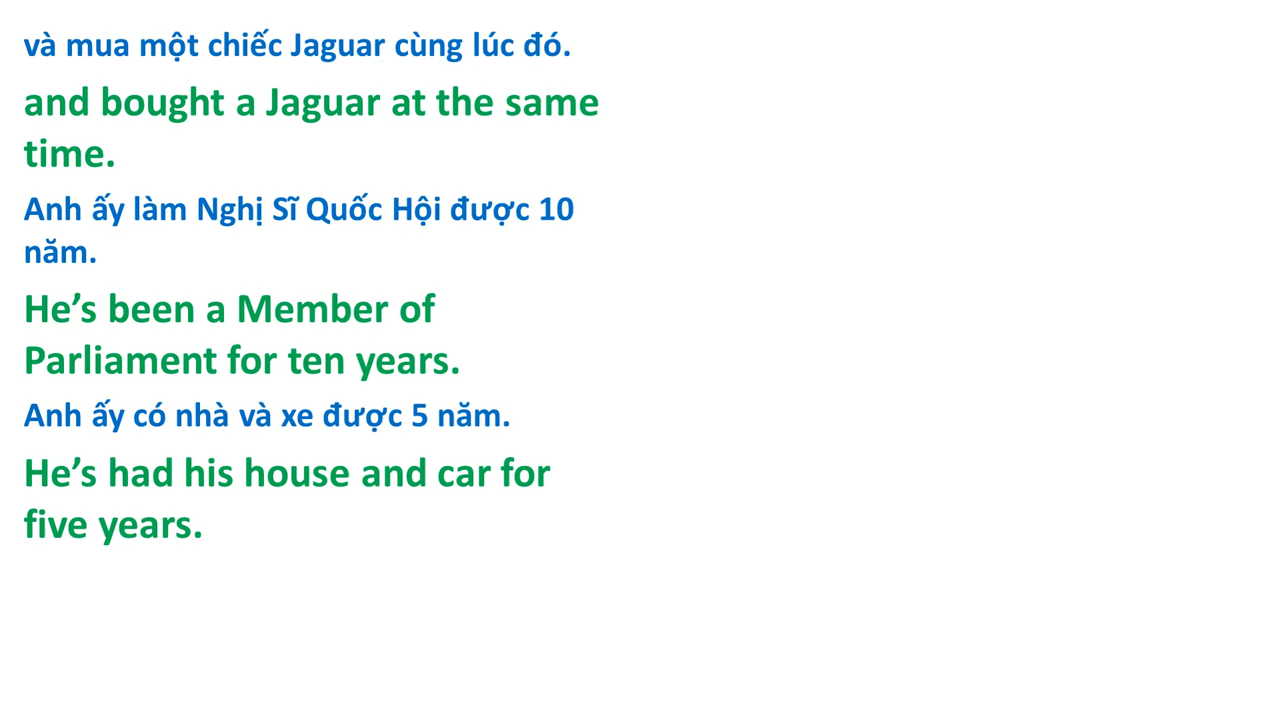 và mua một chiếc Jaguar cùng lúc đó.
and bought a Jaguar at the same
time.
Anh ấy làm Nghị Sĩ Quốc Hội được 10
năm.
He’s been a Member of
Parliament for ten years.
Anh ấy có nhà và xe được 5 năm.
He’s had his house and car for
five years.